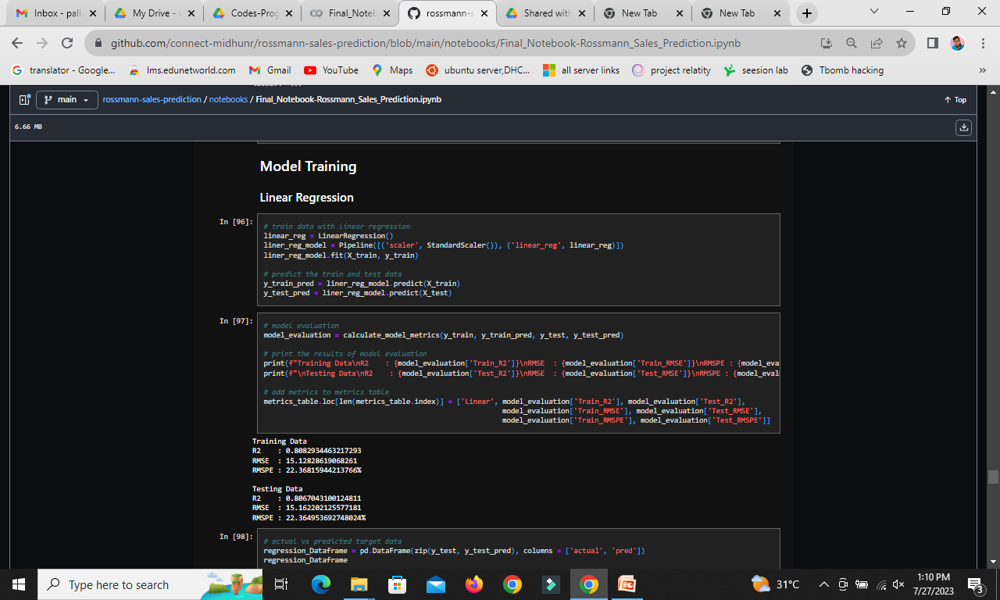 Inbox - pall
My Drive - G
Codes-Prog
Final_Noteb
rossmann-s
Shared with
New Tab
New Tab
github.com/connect-midhunr/rossmann-sales-prediction/blob/main/notebooks/Final_Notebook-Rossmann_Sales_Prediction.ipynb
translator - Google...
lms.edunetworld.com
Gmail
YouTube
Maps
ubuntu server,DHC...
all server links
project relatity
seesion lab
Tbomb hacking
»
main
rossmann-sales-prediction / notebooks / Final_Notebook-Rossmann_Sales_Prediction.ipynb
Top
6.66 MB
Model Training
Linear Regression
In [96]:
# train data with linear regression
linear_reg = LinearRegression()
liner_reg_model = Pipeline([('scaler', StandardScaler()), ('linear_reg', linear_reg)])
liner_reg_model.fit(X_train, y_train)
# predict the train and test data
y_train_pred = liner_reg_model.predict(X_train)
y_test_pred = liner_reg_model.predict(X_test)
In [97]:
# model evaluation
model_evaluation = calculate_model_metrics(y_train, y_train_pred, y_test, y_test_pred)
# print the results of model evaluation
print(f"Training Data\nR2    : {model_evaluation['Train_R2']}\nRMSE  : {model_evaluation['Train_RMSE']}\nRMSPE : {model_eva
print(f"\nTesting Data\nR2    : {model_evaluation['Test_R2']}\nRMSE  : {model_evaluation['Test_RMSE']}\nRMSPE : {model_eval
# add metrics to metrics table
metrics_table.loc[len(metrics_table.index)] = ['Linear', model_evaluation['Train_R2'], model_evaluation['Test_R2'],
model_evaluation['Train_RMSE'], model_evaluation['Test_RMSE'],
model_evaluation['Train_RMSPE'], model_evaluation['Test_RMSPE']]
Training Data
R2    : 0.8082934463217293
RMSE  : 15.12828619068261
RMSPE : 22.36815944213766%
Testing Data
R2    : 0.8067043100124811
RMSE  : 15.162202125577181
RMSPE : 22.364953692748024%
In [98]:
# actual vs predicted target data
regression_Dataframe = pd.DataFrame(zip(y_test, y_test_pred), columns = ['actual', 'pred'])
regression_Dataframe
Type here to search
31°C
1:10 PM
7/27/2023
3